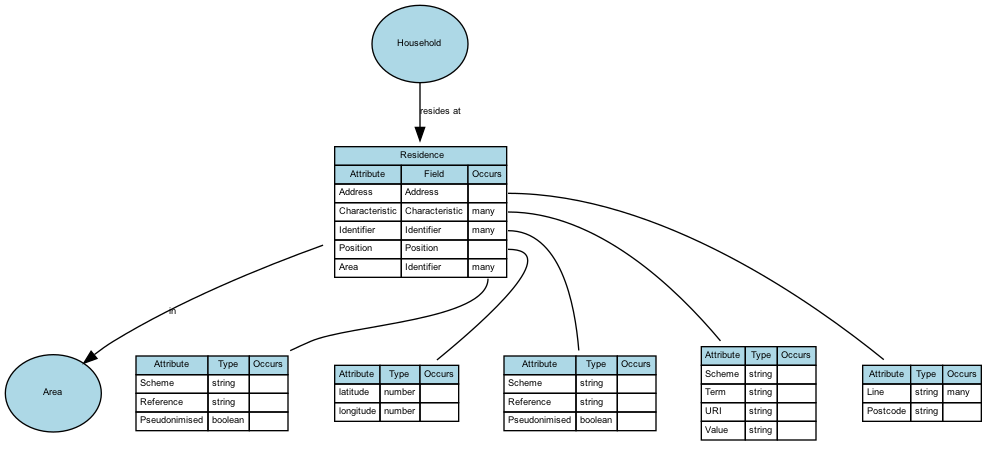 Household
resides at
Residence
Attribute Field Occurs
Address Address
Characteristic Characteristic many
Identifier Identifier many
Position Position
Area Identifier many
in
Area
Attribute Type Occurs
Scheme string
Reference string
Pseudonimised boolean
Attribute Type Occurs
latitude number
longitude number
Attribute Type Occurs
Scheme string
Reference string
Pseudonimised boolean
Attribute Type Occurs
Scheme string
Term string
URI string
Value string
Attribute Type Occurs
Line string many
Postcode string